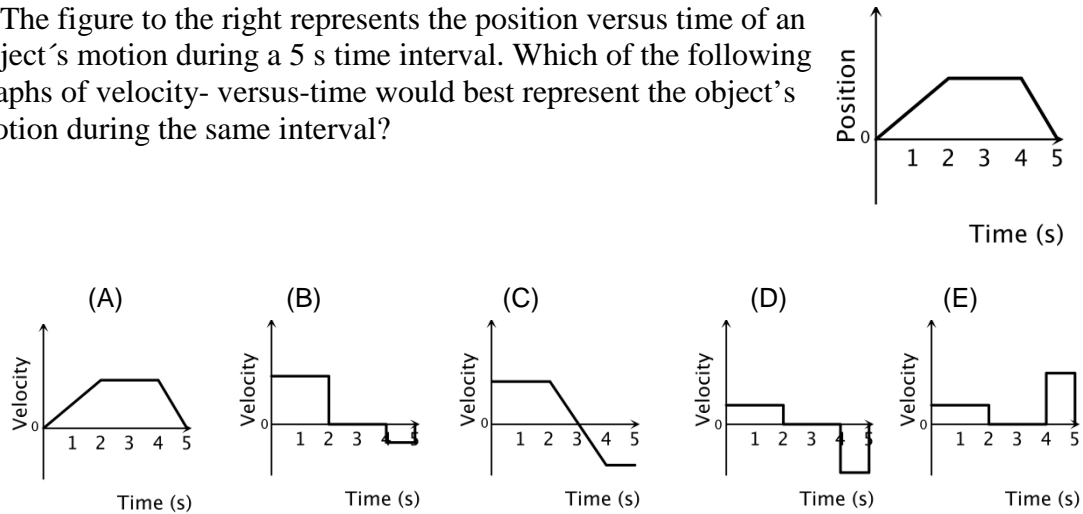 The figure to the right represents the position versus time of an
ject´s motion during a 5 s time interval. Which of the following
aphs of velocity- versus-time would best represent the object’s
otion during the same interval?
Position
0
1 2 3 4 5
Time (s)
(A) (B) (C) (D) (E)
Velocity
0
1 2 3 4 5
Time (s)
Velocity
0
1 2 3 4 5
Time (s)
Velocity
0
1 2 3 4 5
Time (s)
Velocity
0
1 2 3 4 5
Time (s)
Velocity
0
1 2 3 4 5
Time (s)